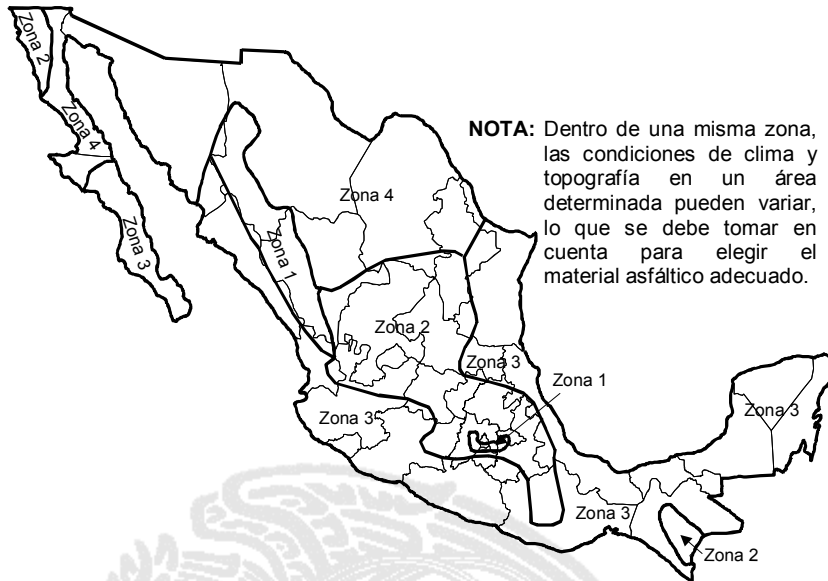 Zona 2
Zona 4
Zona 3
Zona 1
Zona 4
NOTA: Dentro de una misma zona,
las condiciones de clima y
topografía en un área
determinada pueden variar,
lo que se debe tomar en
cuenta para elegir el
material asfáltico adecuado.
Zona 2
Zona 3
Zona 1
Zona 3
Zona 3
Zona 3
Zona 2